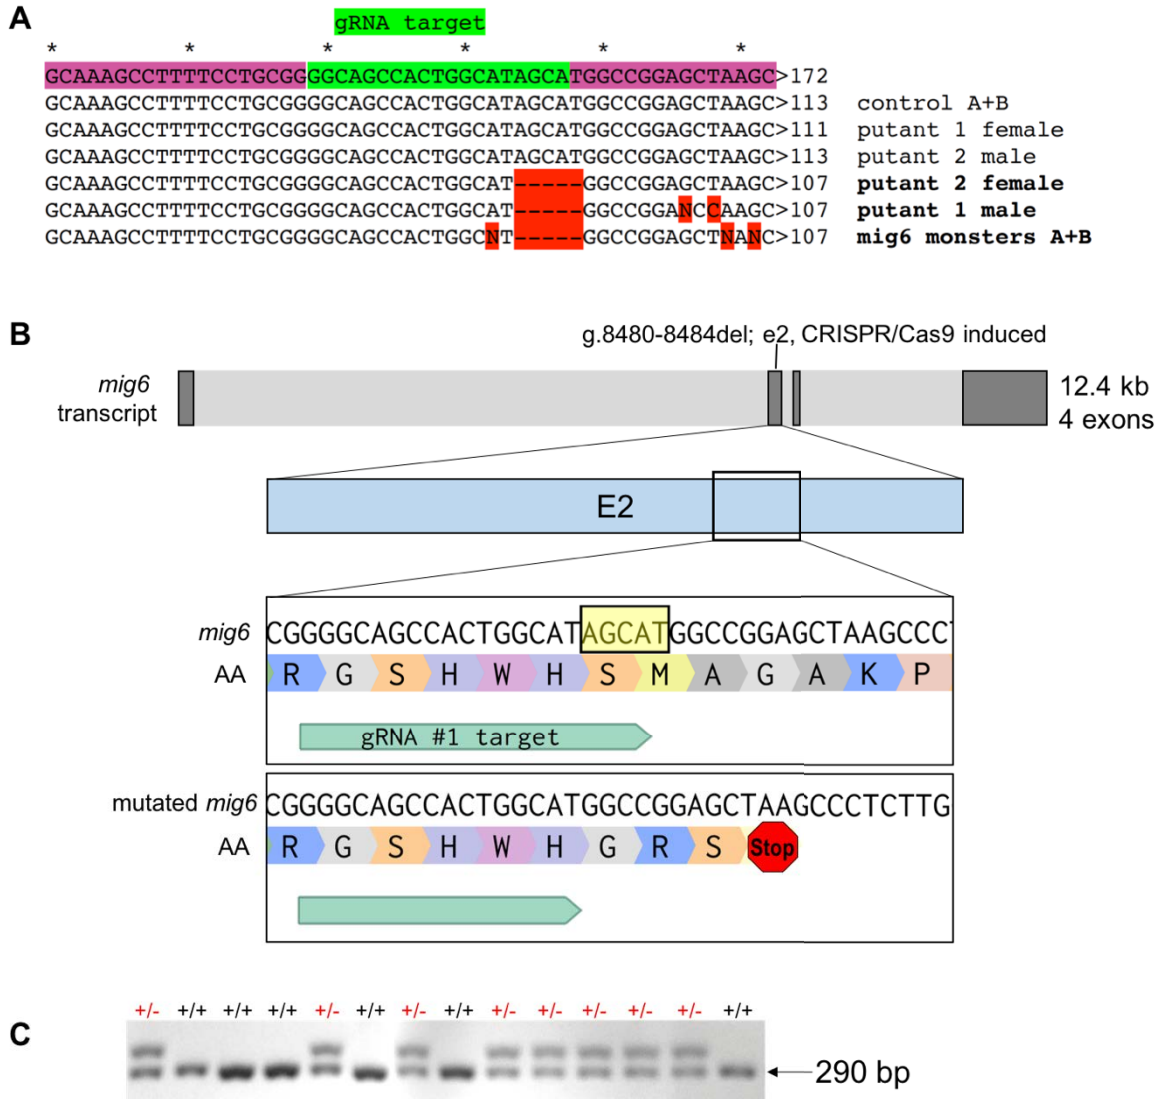 A
gRNA target
* * * * * *
GCAAAGCCTTTTCCTGCGGGGCAGCCACTGGCATAGCATGGCCGGAGCTAAGC>172
GCAAAGCCTTTTCCTGCGGGGCAGCCACTGGCATAGCATGGCCGGAGCTAAGC>113 control A+B
GCAAAGCCTTTTCCTGCGGGGCAGCCACTGGCATAGCATGGCCGGAGCTAAGC>111 putant 1 female
GCAAAGCCTTTTCCTGCGGGGCAGCCACTGGCATAGCATGGCCGGAGCTAAGC>113 putant 2 male
GCAAAGCCTTTTCCTGCGGGGCAGCCACTGGCAT-----GGCCGGAGCTAAGC>107 putant 2 female
GCAAAGCCTTTTCCTGCGGGGCAGCCACTGGCAT-----GGCCGGANCCAAGC>107 putant 1 male
GCAAAGCCTTTTCCTGCGGGGCAGCCACTGGCNT-----GGCCGGAGCTNANC>107 mig6 monsters A+B
B
g.8480-8484del; e2, CRISPR/Cas9 induced
mig6
transcript
12.4 kb
4 exons
E2
mig6 CGGGGCAGCCACTGGCATAGCATGGCCGGAGCTAAGCCCT
AA R G S H W H S M A G A K P
gRNA #1 target
mutated mig6 CGGGGCAGCCACTGGCATGGCCGGAGCTAAGCCCTCTTG
AA R G S H W H G R S Stop
C
+/- +/+ +/+ +/+ +/- +/+ +/- +/+ +/- +/- +/- +/- +/- +/+
290 bp